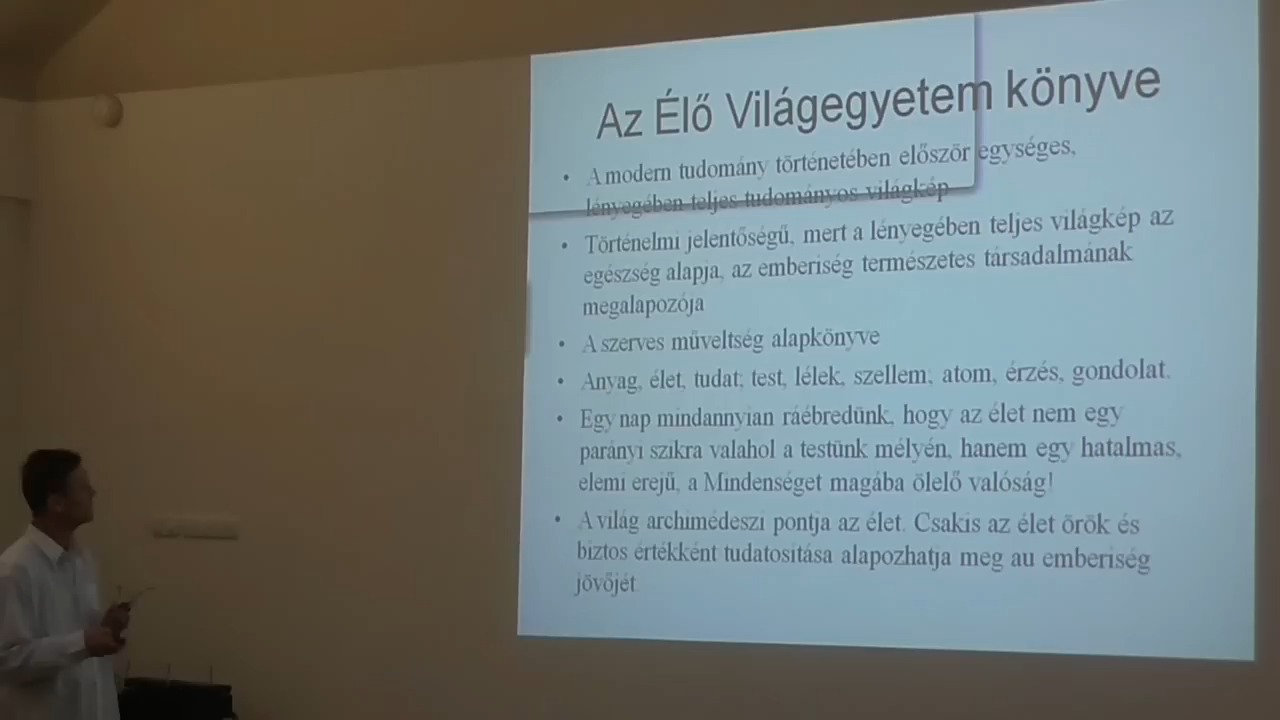 Az Élő Világegyetem könyve
• A modern tudomány történetében először egységes,
lényegében teljes tudományos világkép
• Történelmi jelentőségű, mert a lényegében teljes világkép az
egészség alapja, az emberiség természetes társadalmának
megalapozója
• A szerves műveltség alapkönyve
• Anyag, élet, tudat; test, lélek, szellem; atom, érzés, gondolat.
• Egy nap mindannyian ráébredünk, hogy az élet nem egy
parányi szikra valahol a testünk mélyén, hanem egy hatalmas,
elemi erejű, a Mindenséget magába ölelő valóság!
• A világ archimédeszi pontja az élet. Csakis az élet örök és
biztos értékként tudatosítása alapozhatja meg au emberiség
jövőjét